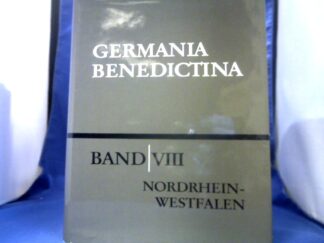 GERMANIA
BENEDICTINA
BAND VIII
NORDRHEIN-
WESTFALEN